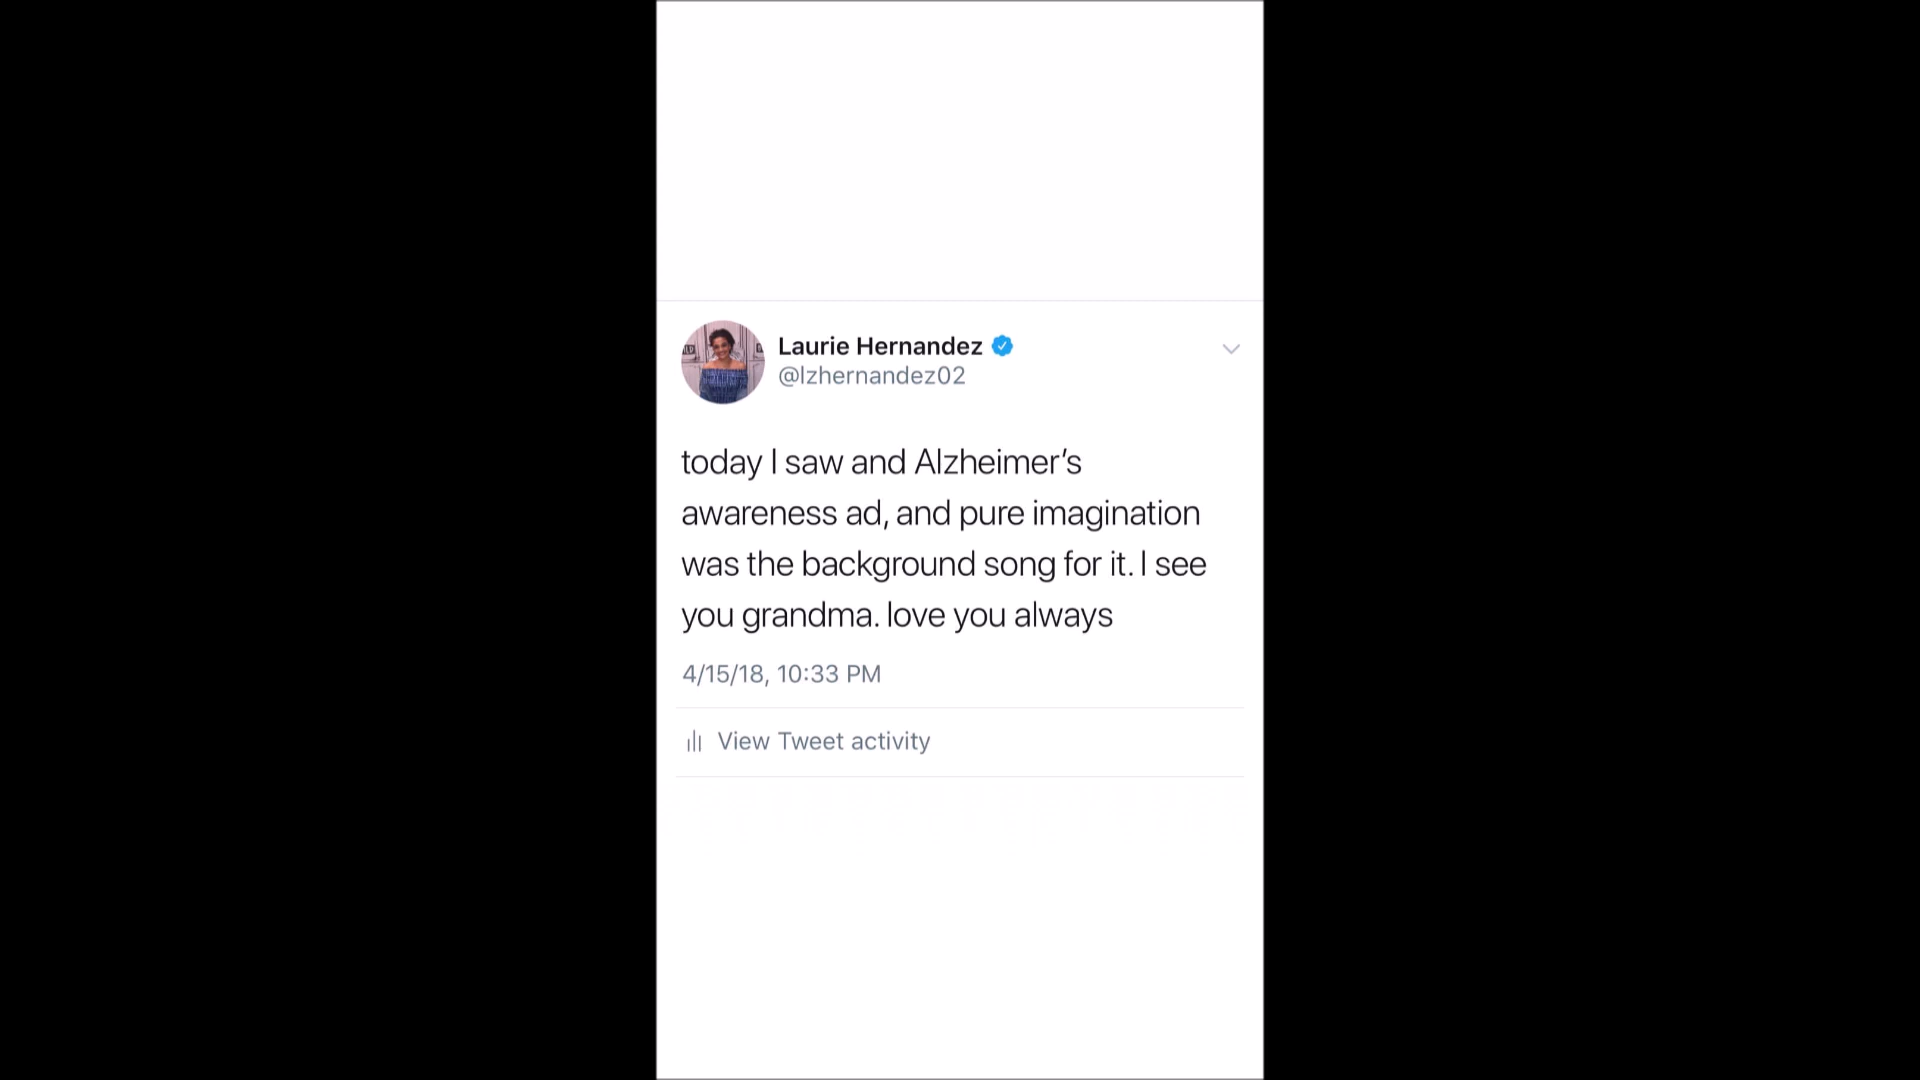 Laurie Hernandez
@lzhernandez02
today I saw and Alzheimer's
awareness ad, and pure imagination
was the background song for it. I see
you grandma. love you always
4/15/18, 10:33 PM
View Tweet activity